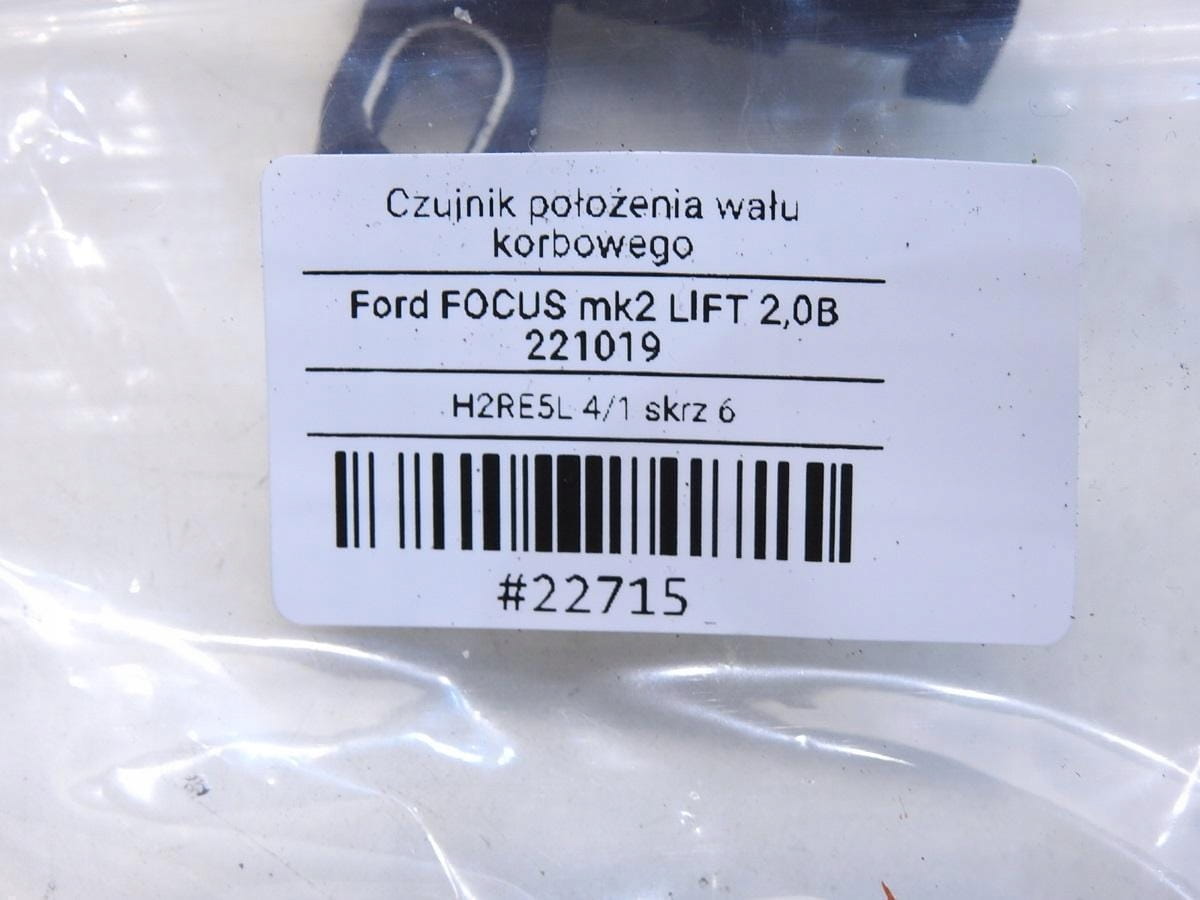 Czujnik położenia wału
korbowego
Ford FOCUS mk2 LIFT 2,0B
221019
H2RE5L 4/1 skrz 6
#22715